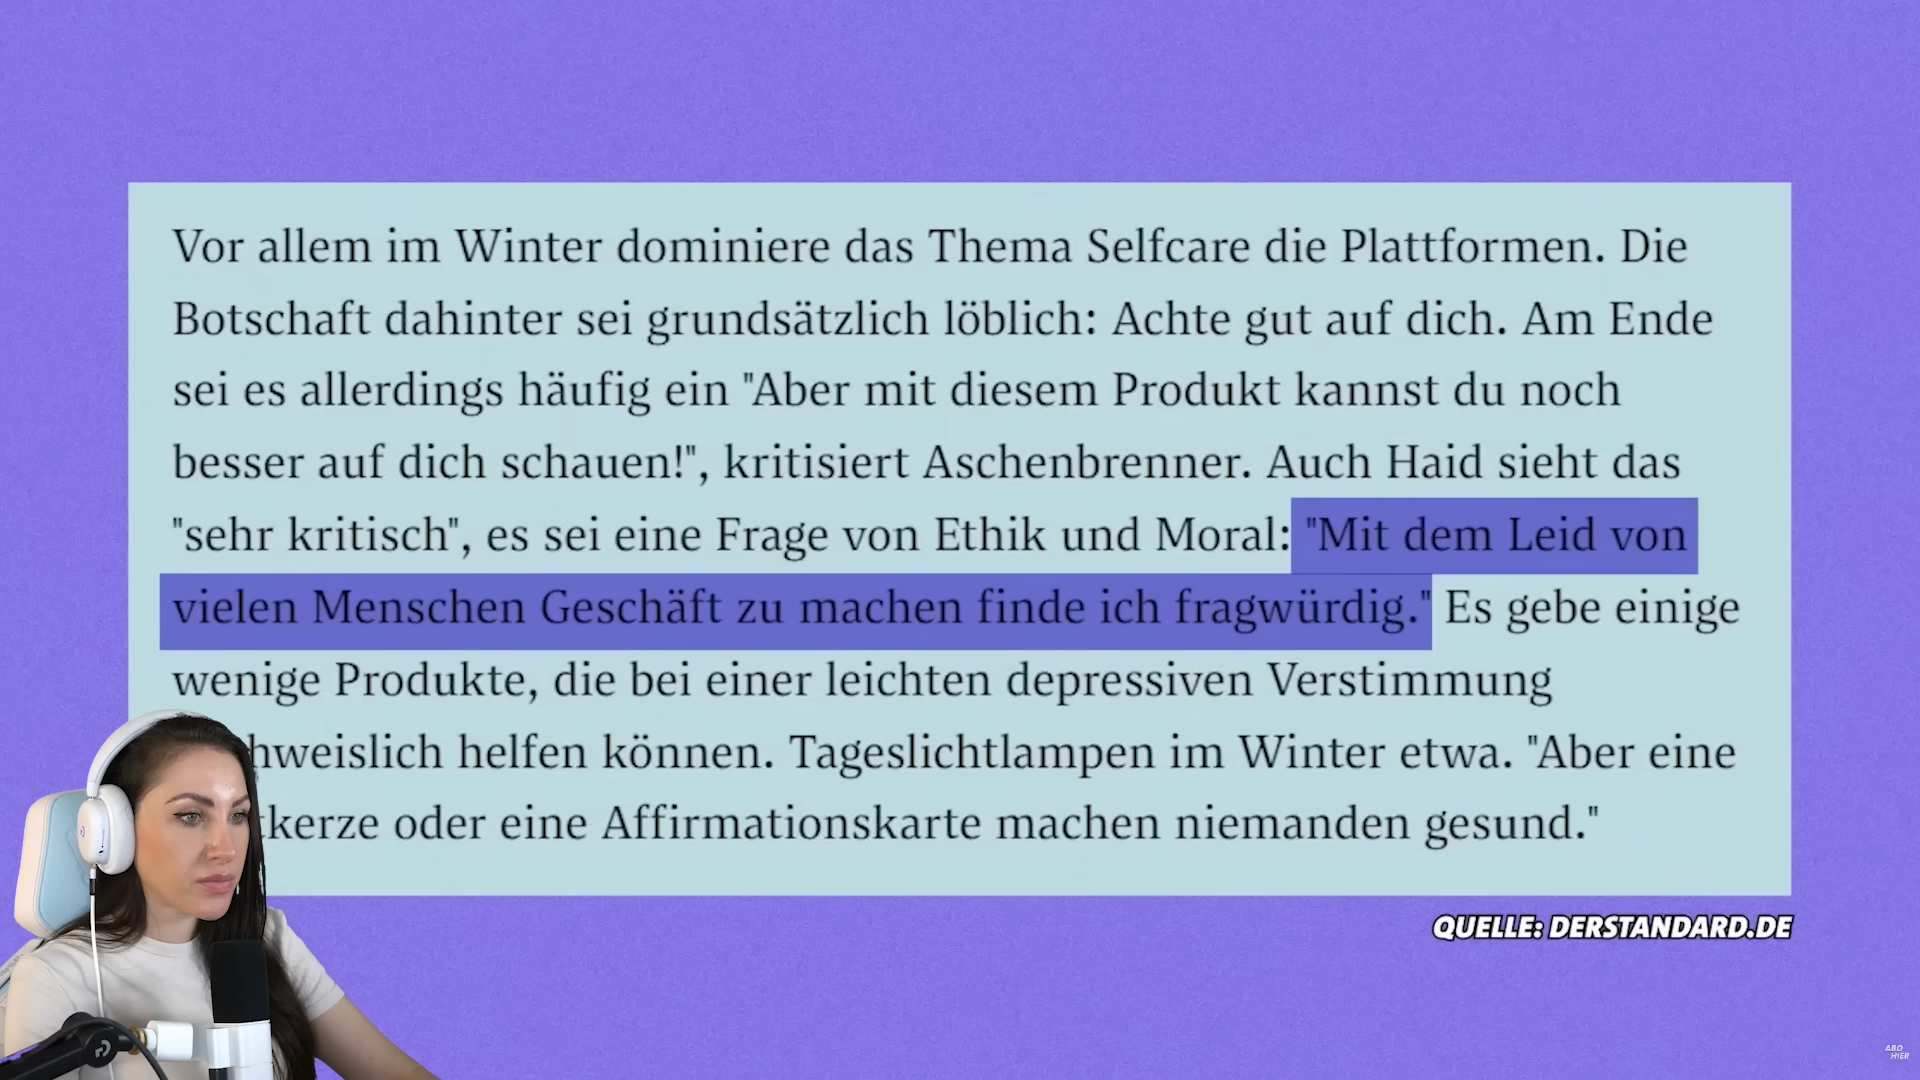 Vor allem im Winter dominiere das Thema Selfcare die Plattformen. Die
Botschaft dahinter sei grundsätzlich löblich: Achte gut auf dich. Am Ende
sei es allerdings häufig ein "Aber mit diesem Produkt kannst du noch
besser auf dich schauen!", kritisiert Aschenbrenner. Auch Haid sieht das
"sehr kritisch", es sei eine Frage von Ethik und Moral: "Mit dem Leid von
vielen Menschen Geschäft zu machen finde ich fragwürdig." Es gebe einige
wenige Produkte, die bei einer leichten depressiven Verstimmung
hweislich helfen können. Tageslichtlampen im Winter etwa. "Aber eine
kerze oder eine Affirmationskarte machen niemanden gesund."
QUELLE: DERSTANDARD.DE
ABO
HIER